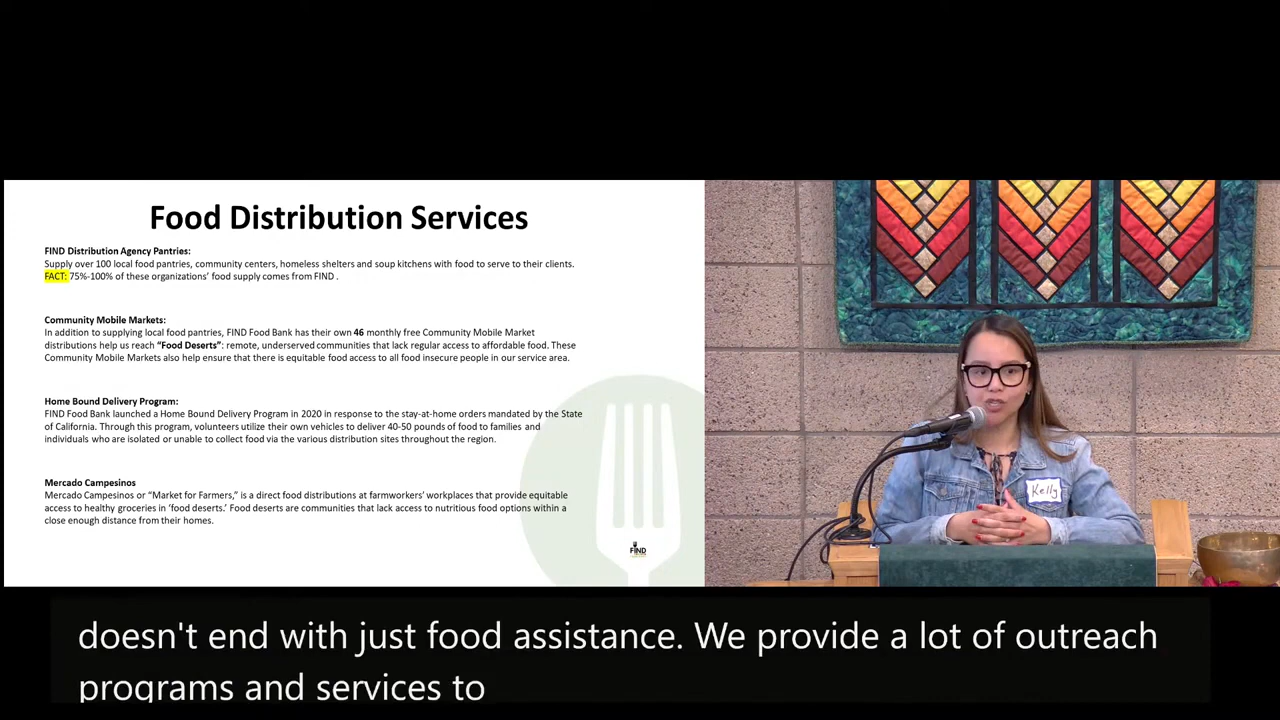 Food Distribution Services
FIND Distribution Agency Pantries:
Supply over 100 local food pantries, community centers, homeless shelters and soup kitchens with food to serve to their clients.
FACT: 75%-100% of these organizations' food supply comes from FIND .
Community Mobile Markets:
In addition to supplying local food pantries, FIND Food Bank has their own 46 monthly free Community Mobile Market
distributions help us reach “Food Deserts”: remote, underserved communities that lack regular access to affordable food. These
Community Mobile Markets also help ensure that there is equitable food access to all food insecure people in our service area.
Home Bound Delivery Program:
FIND Food Bank launched a Home Bound Delivery Program in 2020 in response to the stay-at-home orders mandated by the State
of California. Through this program, volunteers utilize their own vehicles to deliver 40-50 pounds of food to families and
individuals who are isolated or unable to collect food via the various distribution sites throughout the region.
Mercado Campesinos
Mercado Campesinos or “Market for Farmers,” is a direct food distributions at farmworkers’ workplaces that provide equitable
access to healthy groceries in ‘food deserts.’ Food deserts are communities that lack access to nutritious food options within a
close enough distance from their homes.
FIND
Kelly
doesn't end with just food assistance. We provide a lot of outreach
programs and services to